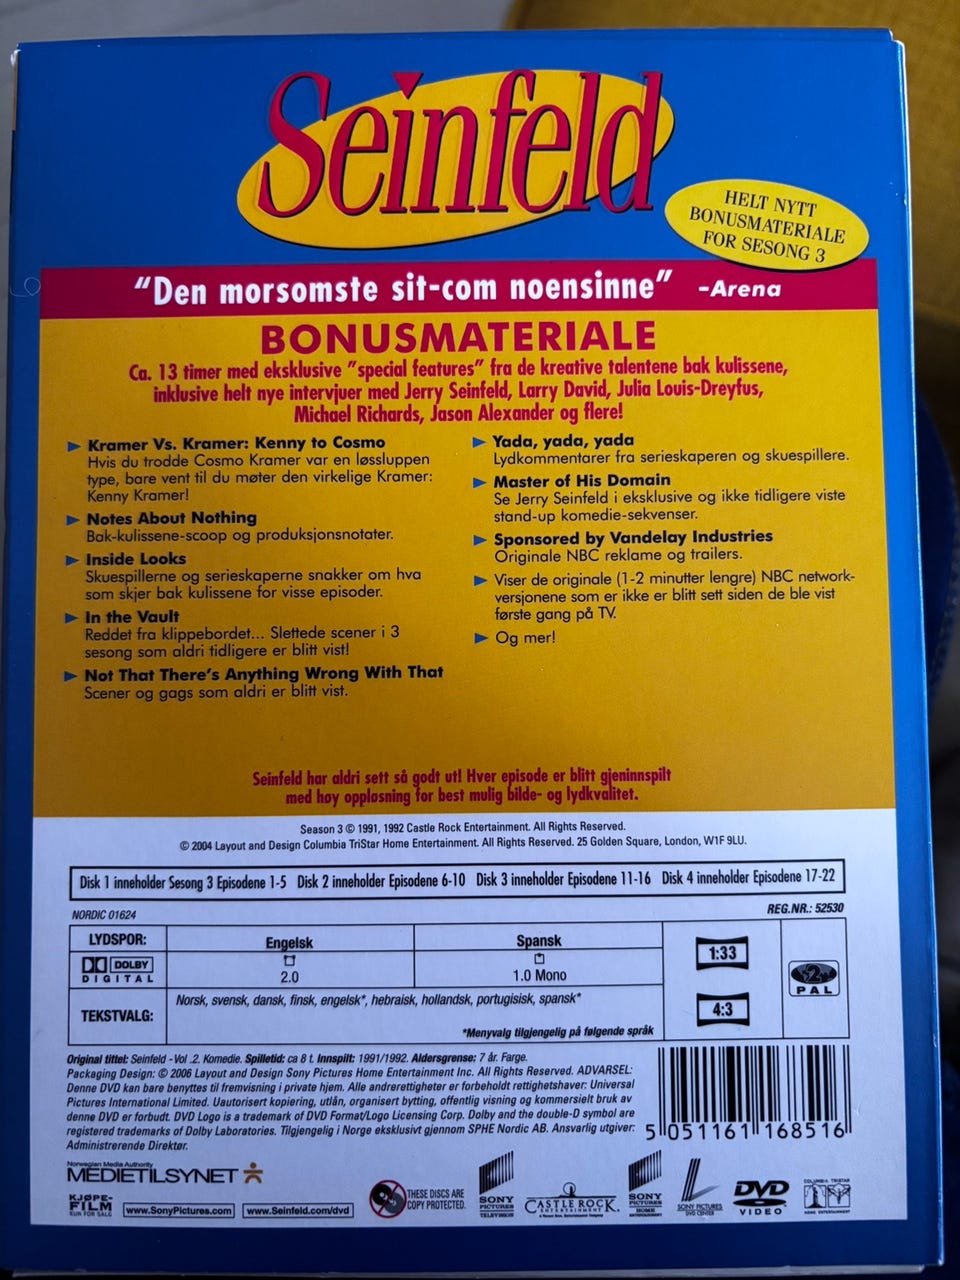 Seinfeld
HELT NYTT
BONUSMATERIALE
FOR SESONG 3
"Den morsomste sit-com noensinne" -Arena
BONUSMATERIALE
Ca. 13 timer med eksklusive "special features" fra de kreative talentene bak kulissene,
inklusive helt nye intervjuer med Jerry Seinfeld, Larry David, Julia Louis-Dreyfus,
Michael Richards, Jason Alexander og flere!
Kramer Vs. Kramer: Kenny to Cosmo
Hvis du trodde Cosmo Kramer var en løssluppen
type, bare vent til du møter den virkelige Kramer:
Kenny Kramer!
Notes About Nothing
Bak-kulissene-scoop og produksjonsnotater.
Inside Looks
Skuespillerne og serieskaperne snakker om hva
som skjer bak kulissene for visse episoder.
In the Vault
Reddet fra klippebordet... Slettede scener i 3
sesong som aldri tidligere er blitt vist!
Not That There's Anything Wrong With That
Scener og gags som aldri er blitt vist.
Yada, yada, yada
Lydkommentarer fra serieskaperen og skuespillere.
Master of His Domain
Se Jerry Seinfeld i eksklusive og ikke tidligere viste
stand-up komedie-sekvenser.
Sponsored by Vandelay Industries
Originale NBC reklame og trailers.
Viser de originale (1-2 minutter lengre) NBC network-
versjonene som er ikke er blitt sett siden de ble vist
første gang på TV.
Og mer!
Seinfeld har aldri sett så godt ut! Hver episode er blitt gjeninnspilt
med høy oppløsning for best mulig bilde- og lydkvalitet.
Season 3 © 1991, 1992 Castle Rock Entertainment. All Rights Reserved.
© 2004 Layout and Design Columbia TriStar Home Entertainment. All Rights Reserved. 25 Golden Square, London, W1F 9LU.
Disk 1 inneholder Sesong 3 Episodene 1-5 Disk 2 inneholder Episodene 6-10 Disk 3 inneholder Episodene 11-16 Disk 4 inneholder Episodene 17-22
NORDIC 01624
REG.NR.: 52530
LYDSPOR:
Engelsk
Spansk
DOLBY
DIGITAL
2.0
1.0 Mono
TEKSTVALG:
Norsk, svensk, dansk, finsk, engelsk*, hebraisk, hollandsk, portugisisk, spansk*
*Menyvalg tilgjengelig på følgende språk
1:33
4:3
2
PAL
Original tittel: Seinfeld - Vol .2. Komedie. Spilletid: ca 8 t. Innspilt: 1991/1992. Aldersgrense: 7 år. Farge.
Packaging Design: © 2006 Layout and Design Sony Pictures Home Entertainment Inc. All Rights Reserved. ADVARSEL:
Denne DVD kan bare benyttes til fremvisning i private hjem. Alle andrerettigheter er forbeholdt rettighetshaver: Universal
Pictures International Limited. Uautorisert kopiering, utlån, organisert bytting, offentlig visning og kommersielt bruk av
denne DVD er forbudt. DVD Logo is a trademark of DVD Format/Logo Licensing Corp. Dolby and the double-D symbol are
registered trademarks of Dolby Laboratories. Tilgjengelig i Norge eksklusivt gjennom SPHE Nordic AB. Ansvarlig utgiver:
Administrerende Direktør.
5 051161 168516
Norwegian Media Authority
MEDIETILSYNET
KJØPE-
FILM
KUN FOR SALG
www.SonyPictures.com
www.Seinfeld.com/dvd
THESE DISCS ARE
COPY PROTECTED.
SONY
PICTURES
TELEVISION
CASTLE ROCK
ENTERTAINMENT
SONY
PICTURES
HOME
ENTERTAINMENT
SONY PICTURES
DVD CENTER
DVD
VIDEO
COLUMBIA TRISTAR
HOME ENTERTAINMENT